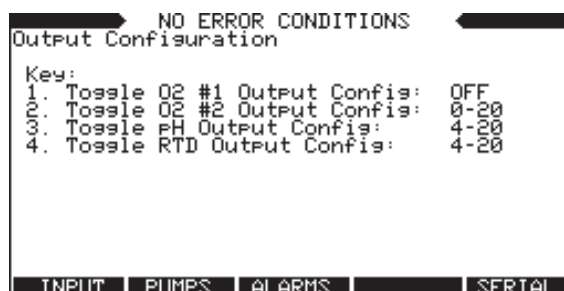 NO ERROR CONDITIONS
Output Configuration
Key:
1. Toggle O2 #1 Output Config: OFF
2. Toggle O2 #2 Output Config: 0-20
3. Toggle pH Output Config: 4-20
4. Toggle RTD Output Config: 4-20
INPUT PUMPS ALARMS SERIAL